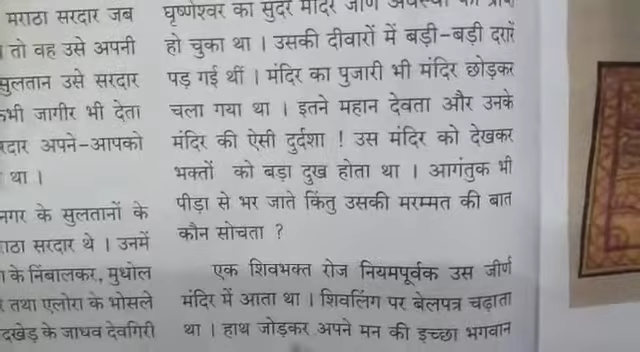 मराठा सरदार जब
तो वह उसे अपनी
सुलतान उसे सरदार
कभी जागीर भी देता
सरदार अपने-आपको
था ।
नगर के सुलतानों के
मराठा सरदार थे । उनमें
के निंबालकर, मुधोल
तथा एलोरा के भोसले
के जाधव देवगिरी
घृष्णेश्वर का सुंदर मंदिर जीर्ण अवस्था को
हो चुका था । उसकी दीवारों में बड़ी-बड़ी दरारें
पड़ गई थीं । मंदिर का पुजारी भी मंदिर छोड़कर
चला गया था । इतने महान देवता और उनके
मंदिर की ऐसी दुर्दशा ! उस मंदिर को देखकर
भक्तों को बड़ा दुख होता था । आगंतुक भी
पीड़ा से भर जाते किंतु उसकी मरम्मत की बात
कौन सोचता ?
एक शिवभक्त रोज नियमपूर्वक उस जीर्ण
मंदिर में आता था । शिवलिंग पर बेलपत्र चढ़ाता
था । हाथ जोड़कर अपने मन की इच्छा भगवान